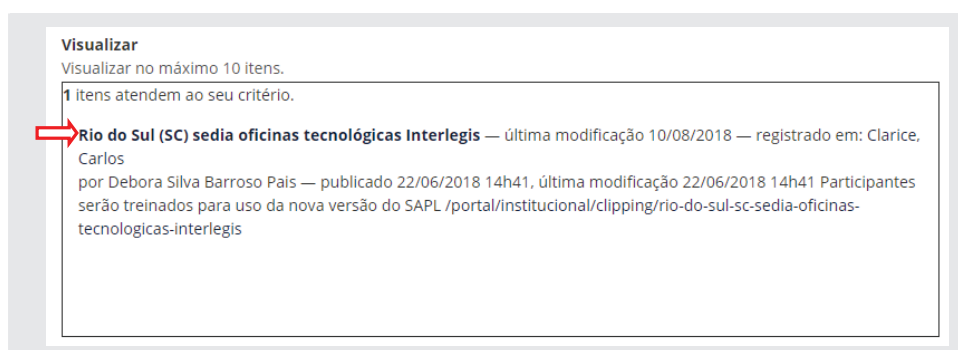 Visualizar
Visualizar no máximo 10 itens.
1 itens atendem ao seu critério.
Rio do Sul (SC) sedia oficinas tecnológicas Interlegis — última modificação 10/08/2018 — registrado em: Clarice,
Carlos
por Debora Silva Barroso Pais — publicado 22/06/2018 14h41, última modificação 22/06/2018 14h41 Participantes
serão treinados para uso da nova versão do SAPL /portal/institucional/clipping/rio-do-sul-sc-sedia-oficinas-
tecnologicas-interlegis